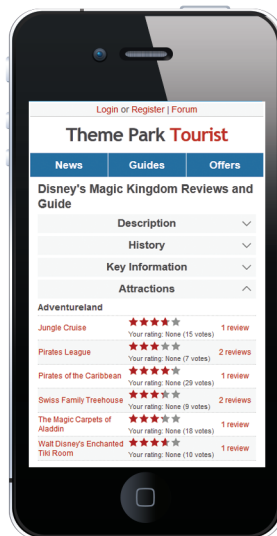 Login or Register | Forum
Theme Park Tourist
News Guides Offers
Disney's Magic Kingdom Reviews and
Guide
Description
History
Key Information
Attractions
Adventureland
Jungle Cruise
Your rating: None (15 votes)
1 review
Pirates League
Your rating: None (7 votes)
2 reviews
Pirates of the Caribbean
Your rating: None (29 votes)
1 review
Swiss Family Treehouse
Your rating: None (9 votes)
2 reviews
The Magic Carpets of
Aladdin
Your rating: None (18 votes)
1 review
Walt Disney's Enchanted
Tiki Room
Your rating: None (10 votes)
1 review